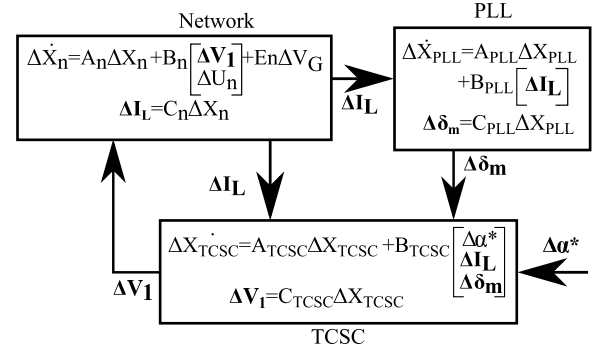 Network
ΔẊn=AnΔXn+Bn[ΔV1 ΔUn]+EnΔVG
ΔIL=CnΔXn
PLL
ΔẊPLL=APLLΔXPLL
+BPLL[ΔIL]
Δδm=CPLLΔXPLL
ΔIL
ΔIL
Δδm
ΔẊTCSC=ATCSCΔXTCSC+BTCSC[Δα* ΔIL Δδm]
ΔV1=CTCSCΔXTCSC
Δα*
ΔV1
TCSC